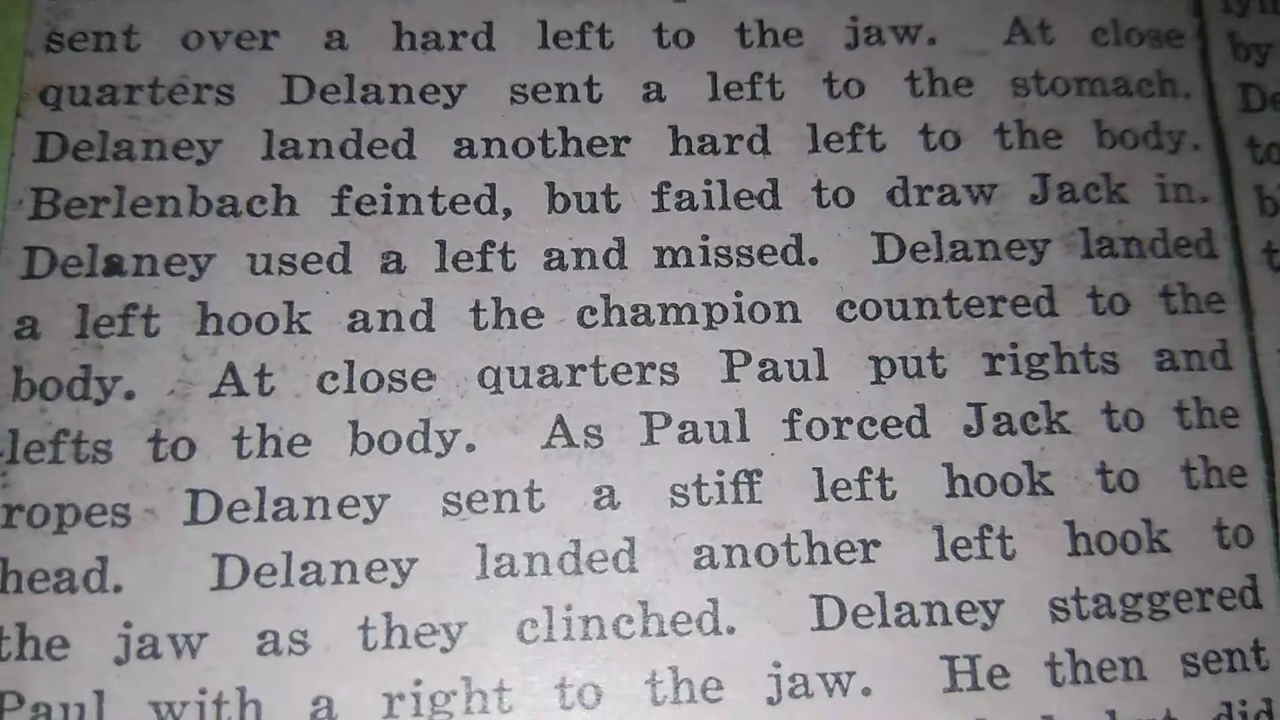 sent over a hard left to the jaw. At close
quarters Delaney sent a left to the stomach.
Delaney landed another hard left to the body.
Berlenbach feinted, but failed to draw Jack in.
Delaney used a left and missed. Delaney landed
a left hook and the champion countered to the
body. At close quarters Paul put rights and
lefts to the body. As Paul forced Jack to the
ropes Delaney sent a stiff left hook to the
head. Delaney landed another left hook to
the jaw as they clinched. Delaney staggered
Paul with a right to the jaw. He then sent
did
by
to